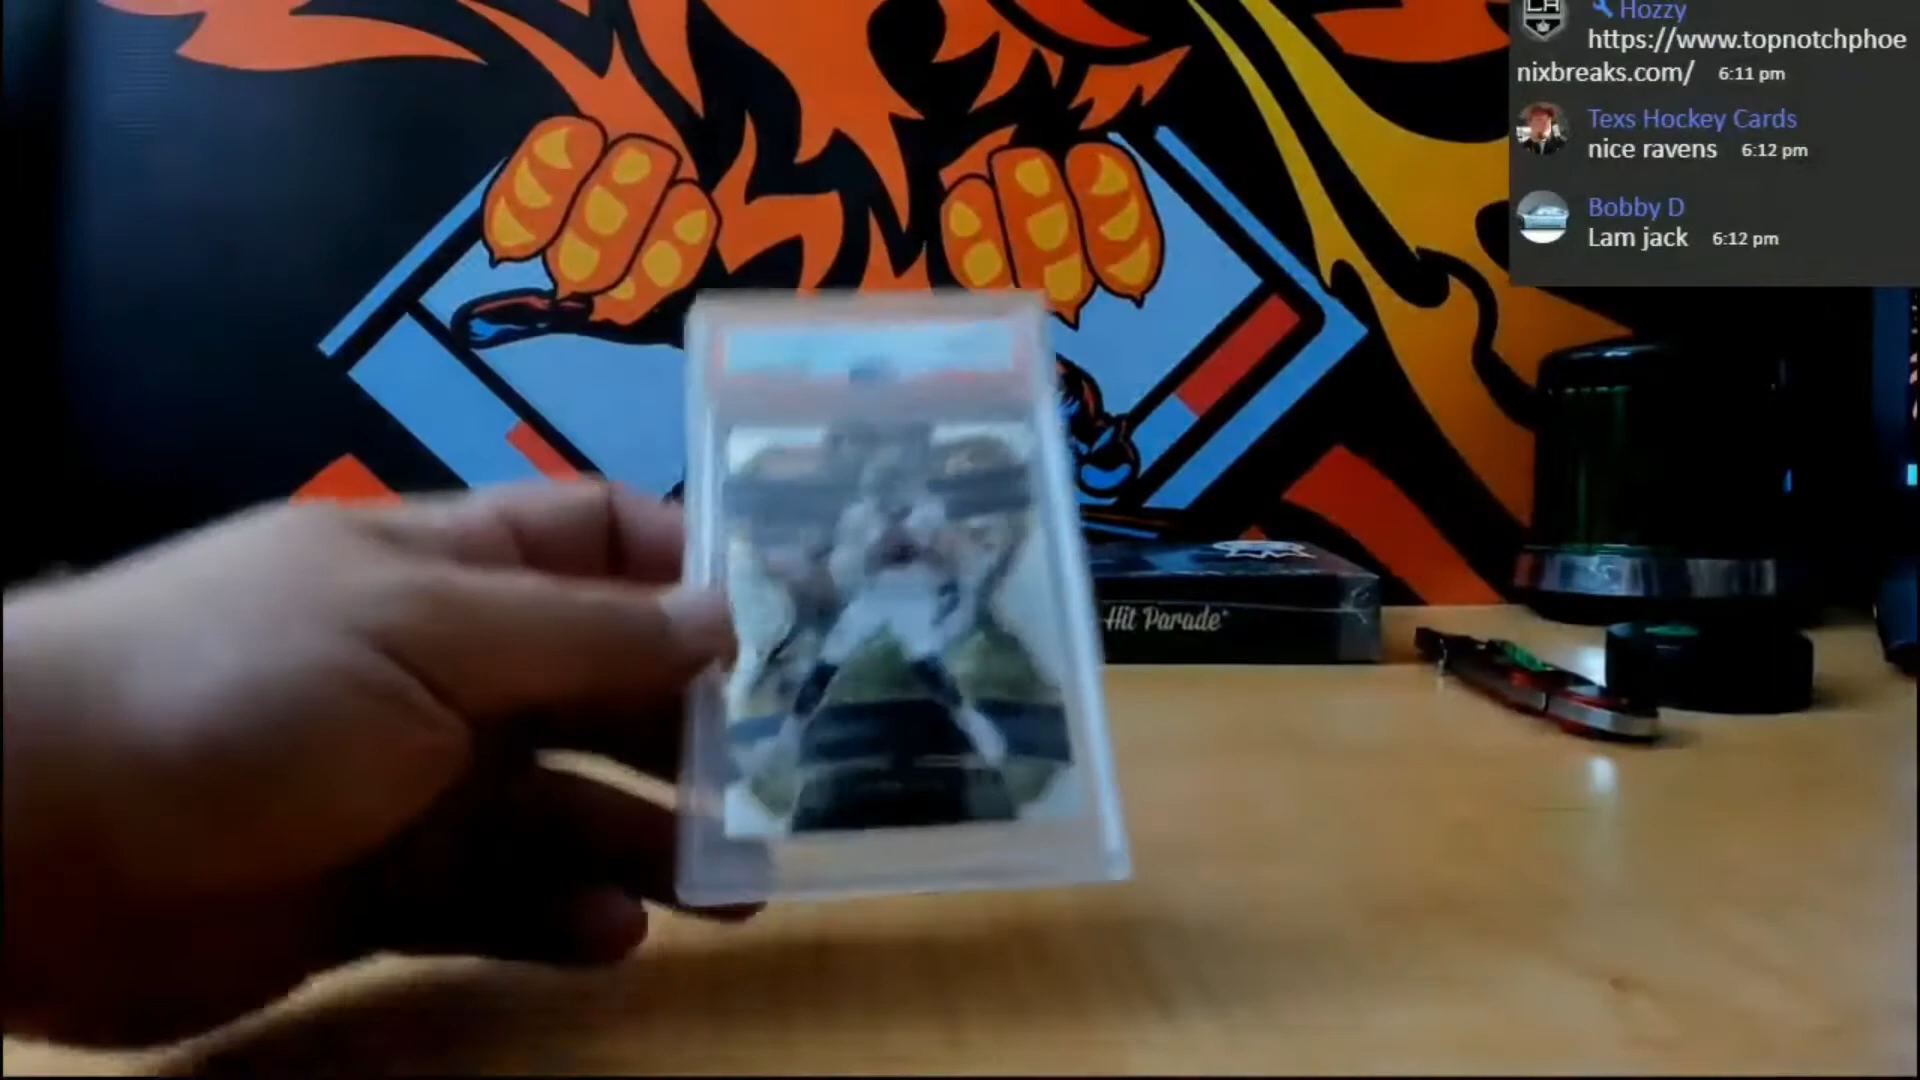 LA
Hozzy
https://www.topnotchphoe
nixbreaks.com/ 6:11 pm
Texs Hockey Cards
nice ravens 6:12 pm
Bobby D
Lam jack 6:12 pm
Hit Parade